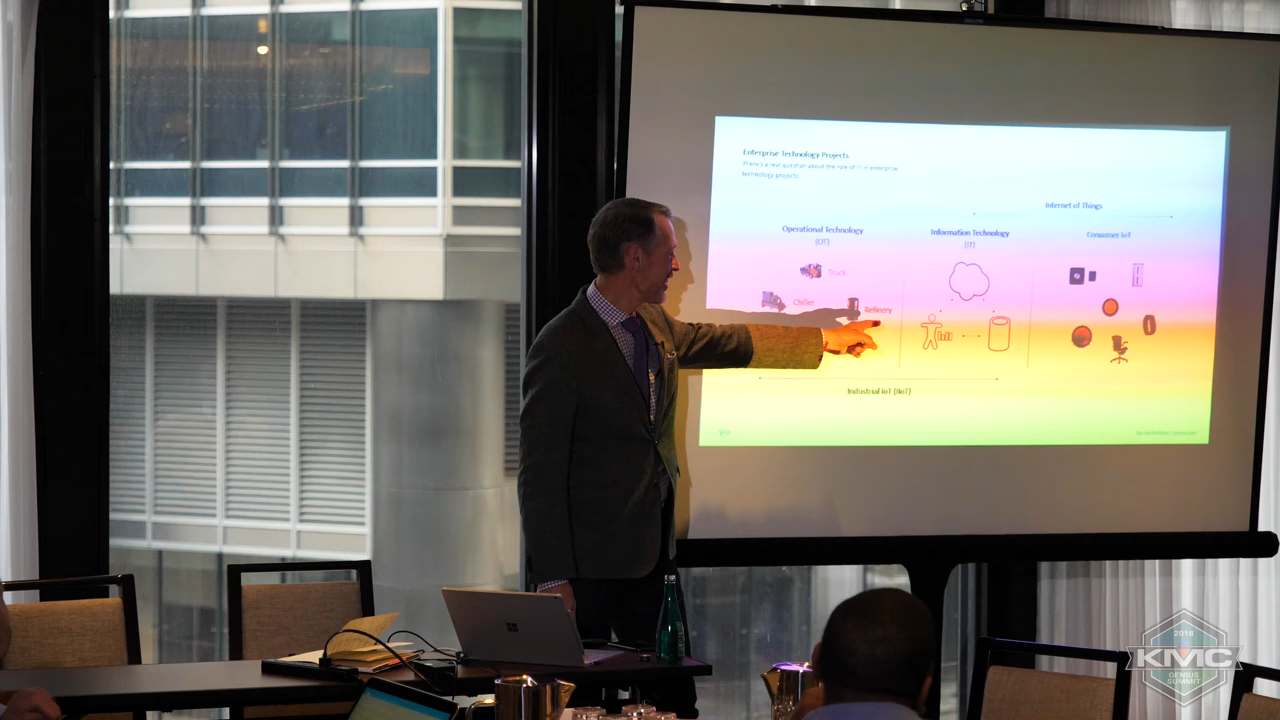 Enterprise Technology Projects
There's a real question about the role of IT in enterprise
technology projects
Internet of Things
Operational Technology
(OT)
Information Technology
(IT)
Consumer IoT
Truck
Chiller
Refinery
Industrial IoT (IIoT)
2018
KMC
GENIUS
SUMMIT